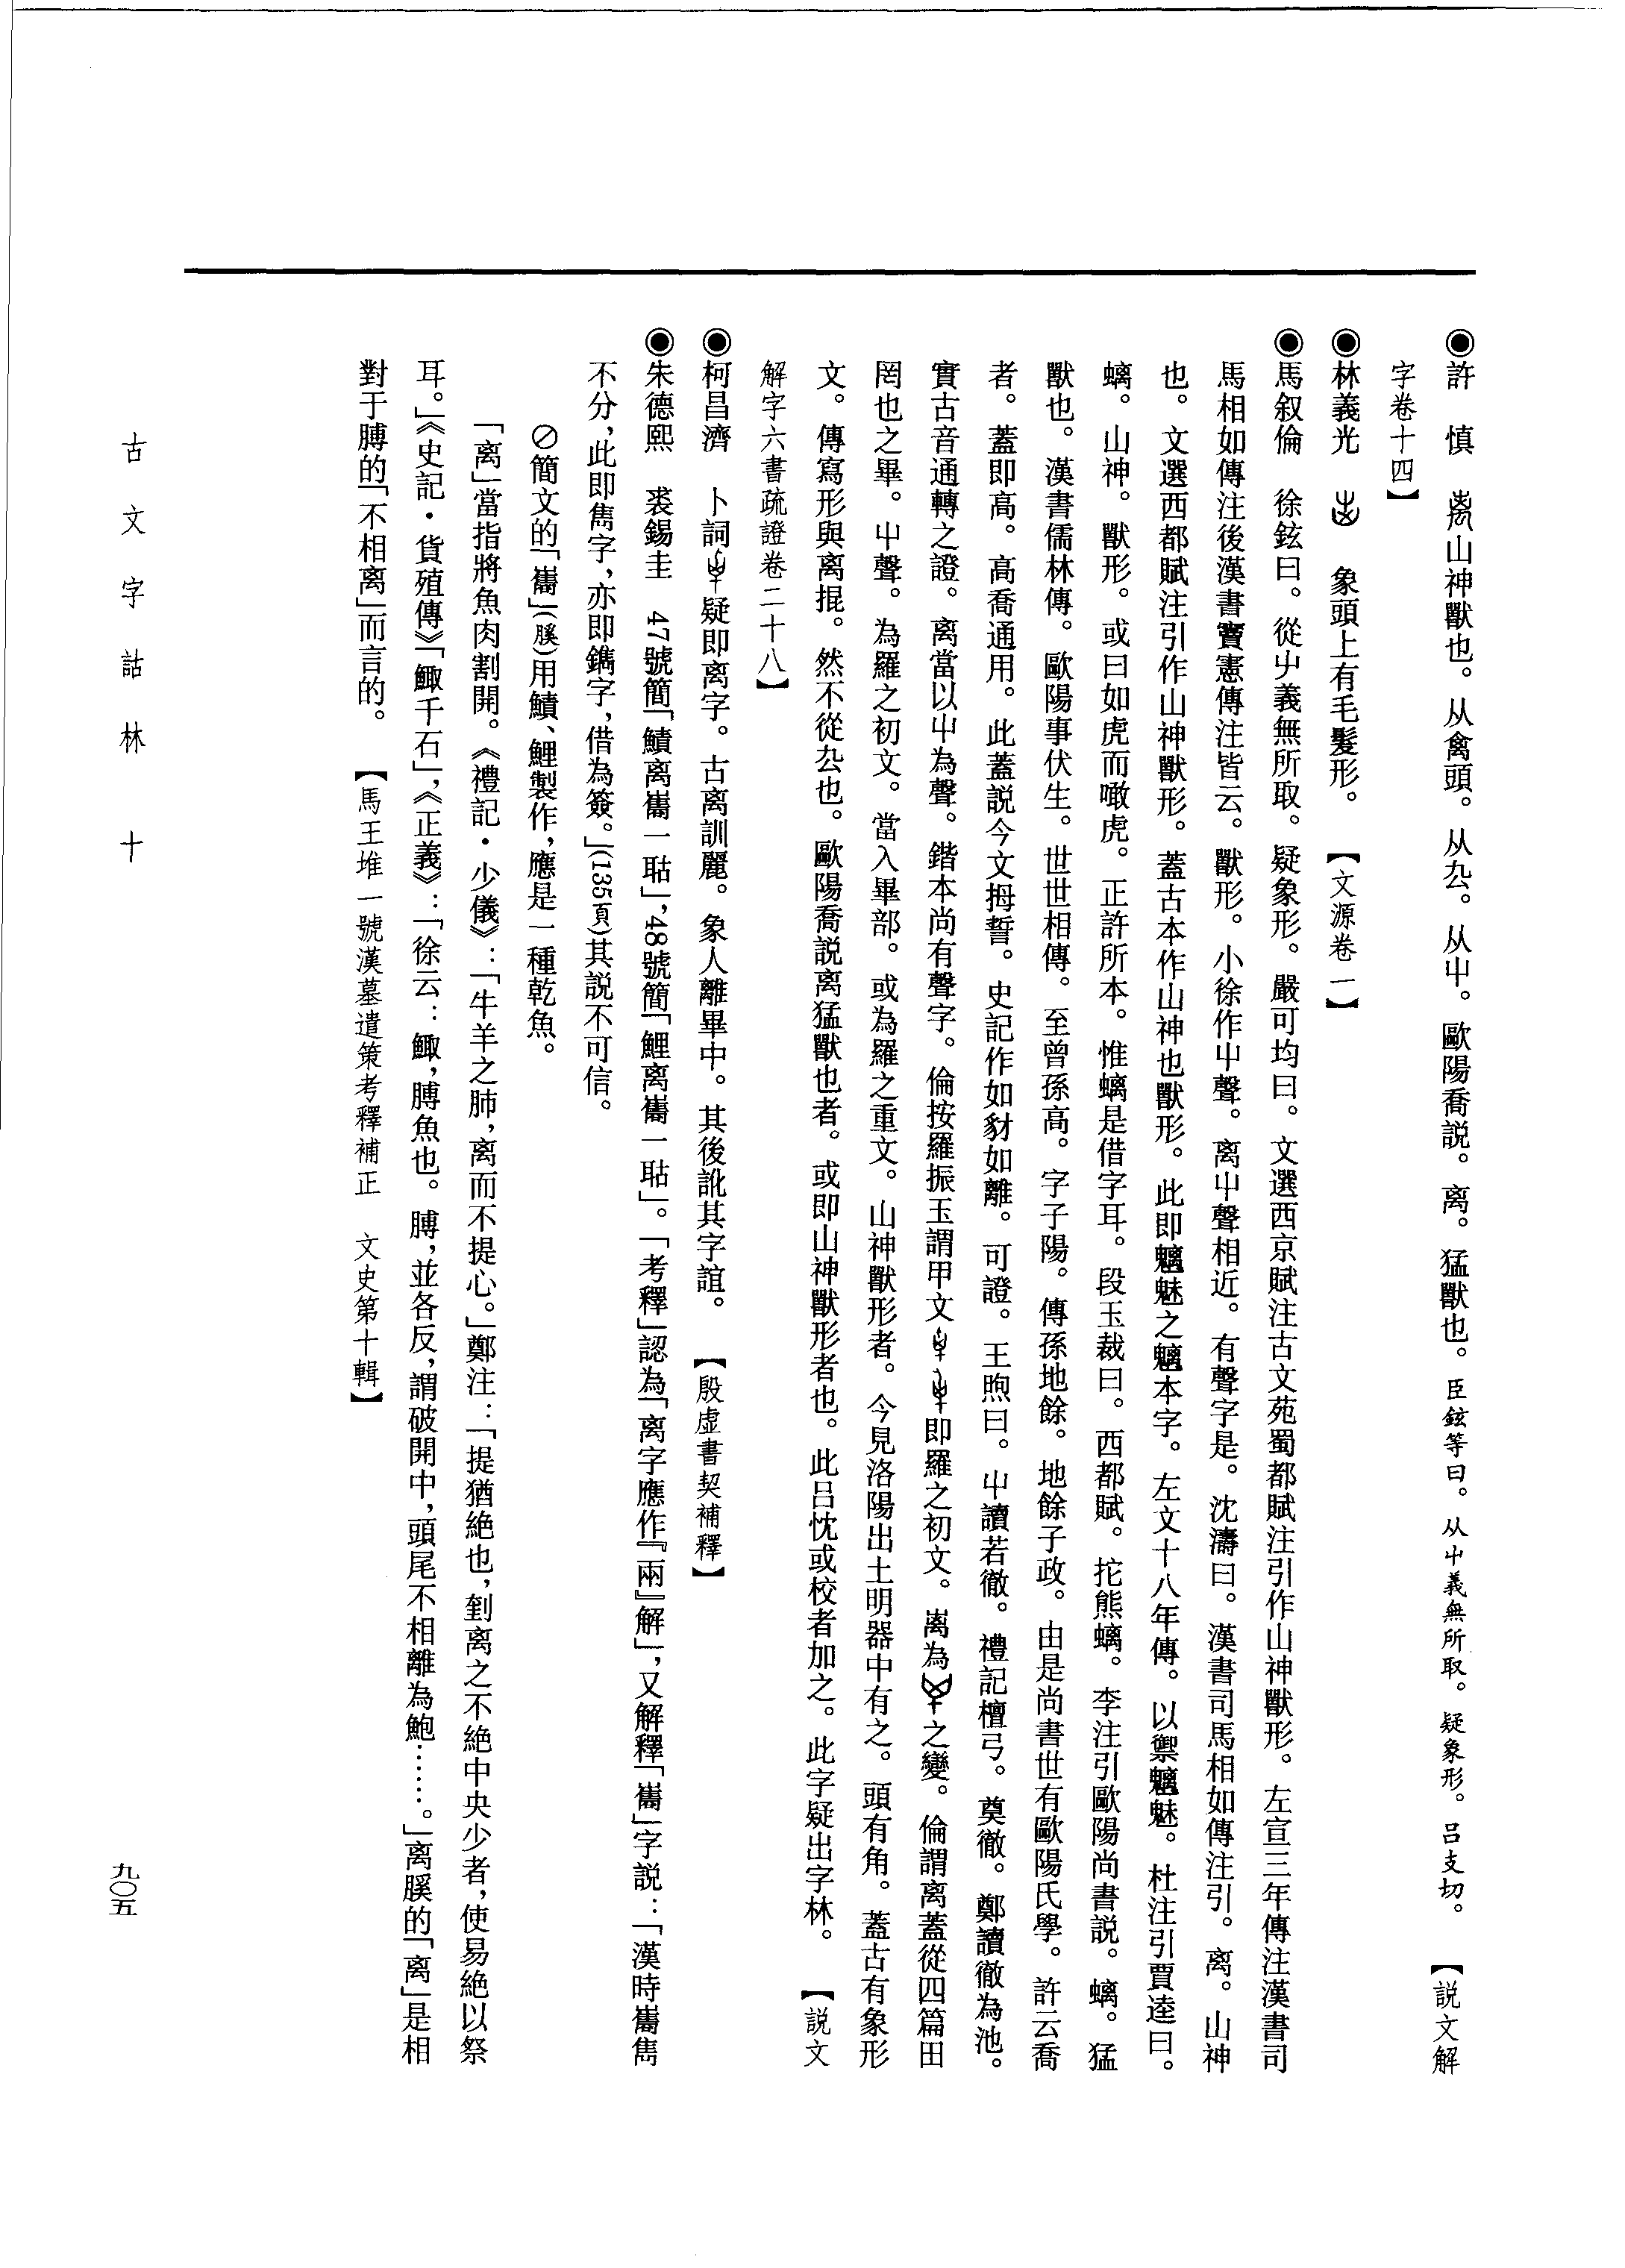 ◉許　慎　山神獸也。从禽頭。从厹。从屮。歐陽喬説。离。猛獸也。臣鉉等曰。从屮義無所取。疑象形。呂支切。【説文解
字卷十四】
◉林義光　象頭上有毛髮形。【文源卷一】
◉馬叙倫　徐鉉曰。從屮義無所取。疑象形。嚴可均曰。文選西京賦注古文苑蜀都賦注引作山神獸形。左宣三年傳注漢書司
馬相如傳注後漢書竇憲傳注皆云。獸形。小徐作屮聲。离屮聲相近。有聲字是。沈濤曰。漢書司馬相如傳注引。离。山神
也。文選西都賦注引作山神獸形。蓋古本作山神也獸形。此即魑魅之魑本字。左文十八年傳。以禦魑魅。杜注引賈逵曰。
螭。山神。獸形。或曰如虎而噉虎。正許所本。惟螭是借字耳。段玉裁曰。西都賦。挓熊螭。李注引歐陽尚書説。螭。猛
獸也。漢書儒林傳。歐陽事伏生。世世相傳。至曾孫高。字子陽。傳孫地餘。地餘子政。由是尚書世有歐陽氏學。許云喬
者。蓋即高。高喬通用。此蓋説今文坶誓。史記作如豺如離。可證。王煦曰。屮讀若徹。禮記檀弓。奠徹。鄭讀徹為池。
實古音通轉之證。离當以屮為聲。鍇本尚有聲字。倫按羅振玉謂甲文即羅之初文。离為之變。倫謂离蓋從四篇田
罔也之畢。屮聲。為羅之初文。當入畢部。或為羅之重文。山神獸形者。今見洛陽出土明器中有之。頭有角。蓋古有象形
文。傳寫形與离掍。然不從厹也。歐陽喬説离猛獸也者。或即山神獸形者也。此吕忱或校者加之。此字疑出字林。【説文
解字六書疏證卷二十八】
◉柯昌濟　卜詞疑即离字。古离訓麗。象人離畢中。其後訛其字誼。【殷虛書契補釋】
◉朱德熙　裘錫圭　47號簡「鰿离巂一𦈢」，48號簡「鯉离巂一𦈢」。「考釋」認為「离字應作『兩』解」，又解釋「巂」字説：「漢時巂雋
不分，此即雋字，亦即鐫字，借為簽。」(135頁)其説不可信。
⊘簡文的「巂」(膎)用鰿、鯉製作，應是一種乾魚。
「离」當指將魚肉割開。《禮記・少儀》：「牛羊之肺，离而不提心。」鄭注：「提猶絶也，刲离之不絶中央少者，使易絶以祭
耳。」《史記・貨殖傳》「鯫千石」，《正義》：「徐云：鯫，膊魚也。膊，並各反，謂破開中，頭尾不相離為鮑……。」离膎的「离」是相
對于膊的「不相离」而言的。【馬王堆一號漢墓遣策考釋補正　文史第十輯】
古文字詁林　十
九〇五